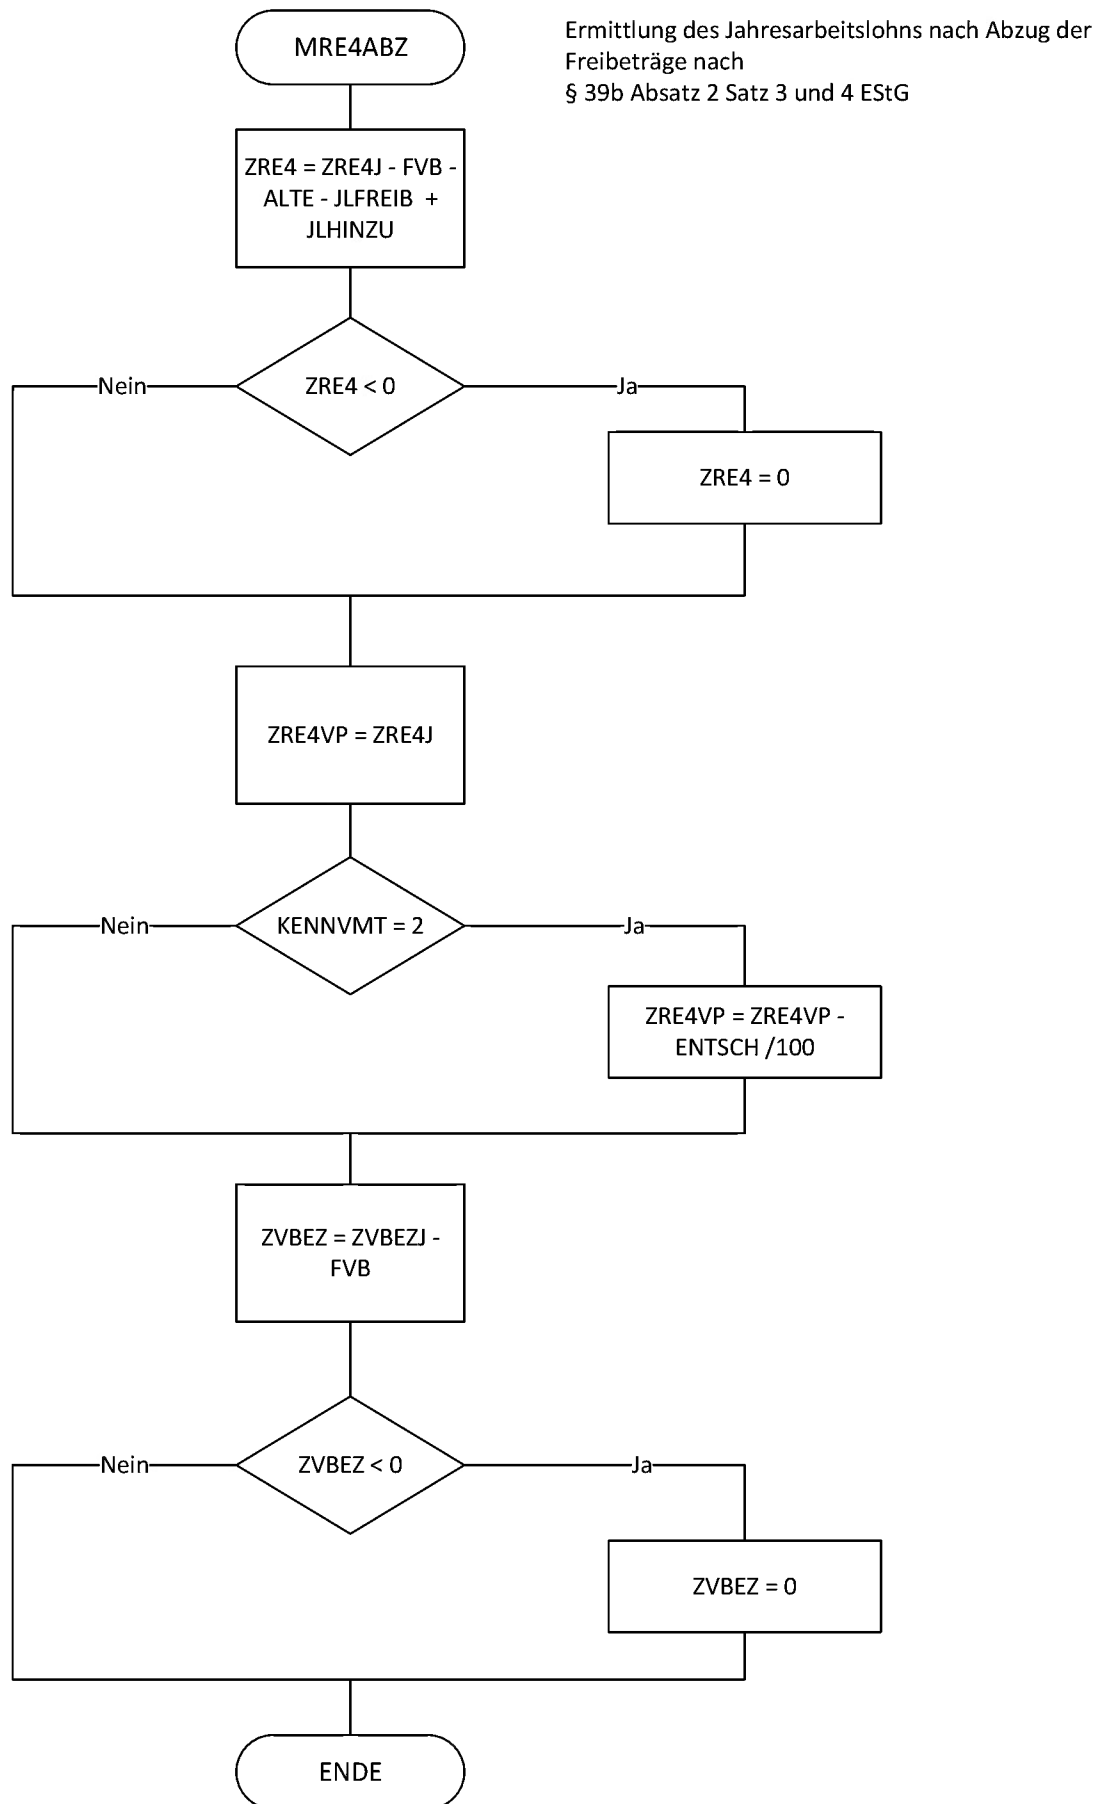 MRE4ABZ
Ermittlung des Jahresarbeitslohns nach Abzug der
Freibeträge nach
§ 39b Absatz 2 Satz 3 und 4 EStG
ZRE4 = ZRE4J - FVB -
ALTE - JLFREIB +
JLHINZU
Nein
ZRE4 < 0
Ja
ZRE4 = 0
ZRE4VP = ZRE4J
Nein
KENNVMT = 2
Ja
ZRE4VP = ZRE4VP -
ENTSCH /100
ZVBEZ = ZVBEZJ -
FVB
Nein
ZVBEZ < 0
Ja
ZVBEZ = 0
ENDE